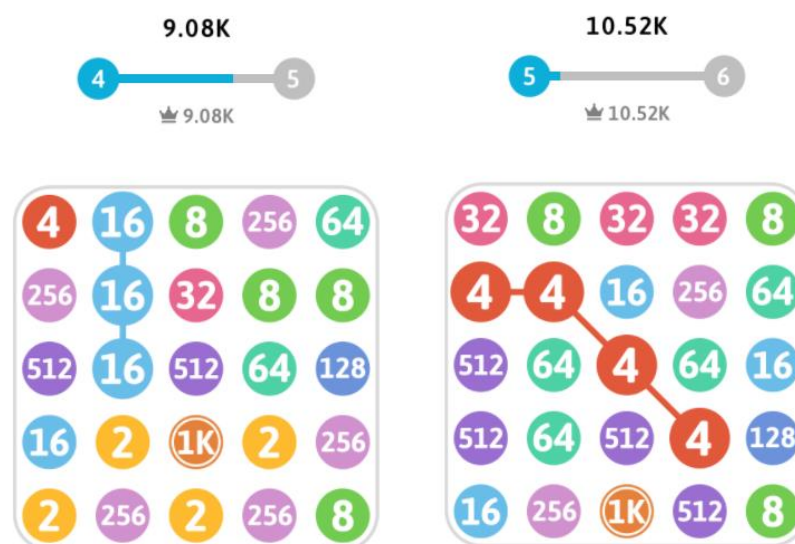 9.08K
4 5
9.08K
4 16 8 256 64
256 16 32 8 8
512 16 512 64 128
16 2 1K 2 256
2 256 2 256 8
10.52K
5 6
10.52K
32 8 32 32 8
4 4 16 256 64
512 64 4 64 16
512 64 512 4 128
16 256 1K 512 8